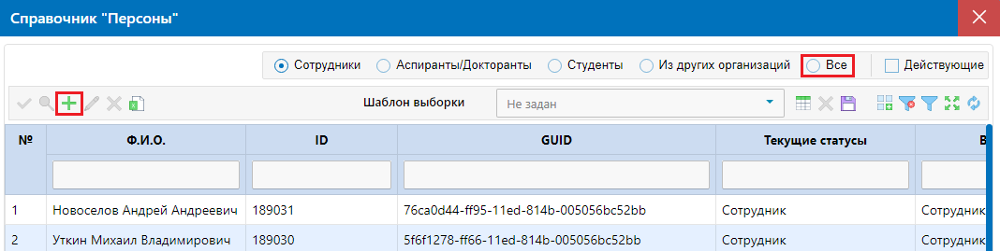 Справочник "Персоны"
Сотрудники Аспиранты/Докторанты Студенты Из других организаций Все Действующие
Шаблон выборки Не задан
№ Ф.И.О. ID GUID Текущие статусы В
1 Новоселов Андрей Андреевич 189031 76ca0d44-ff95-11ed-814b-005056bc52bb Сотрудник Сотрудник
2 Уткин Михаил Владимирович 189030 5f6f1278-ff66-11ed-814b-005056bc52bb Сотрудник Сотрудник